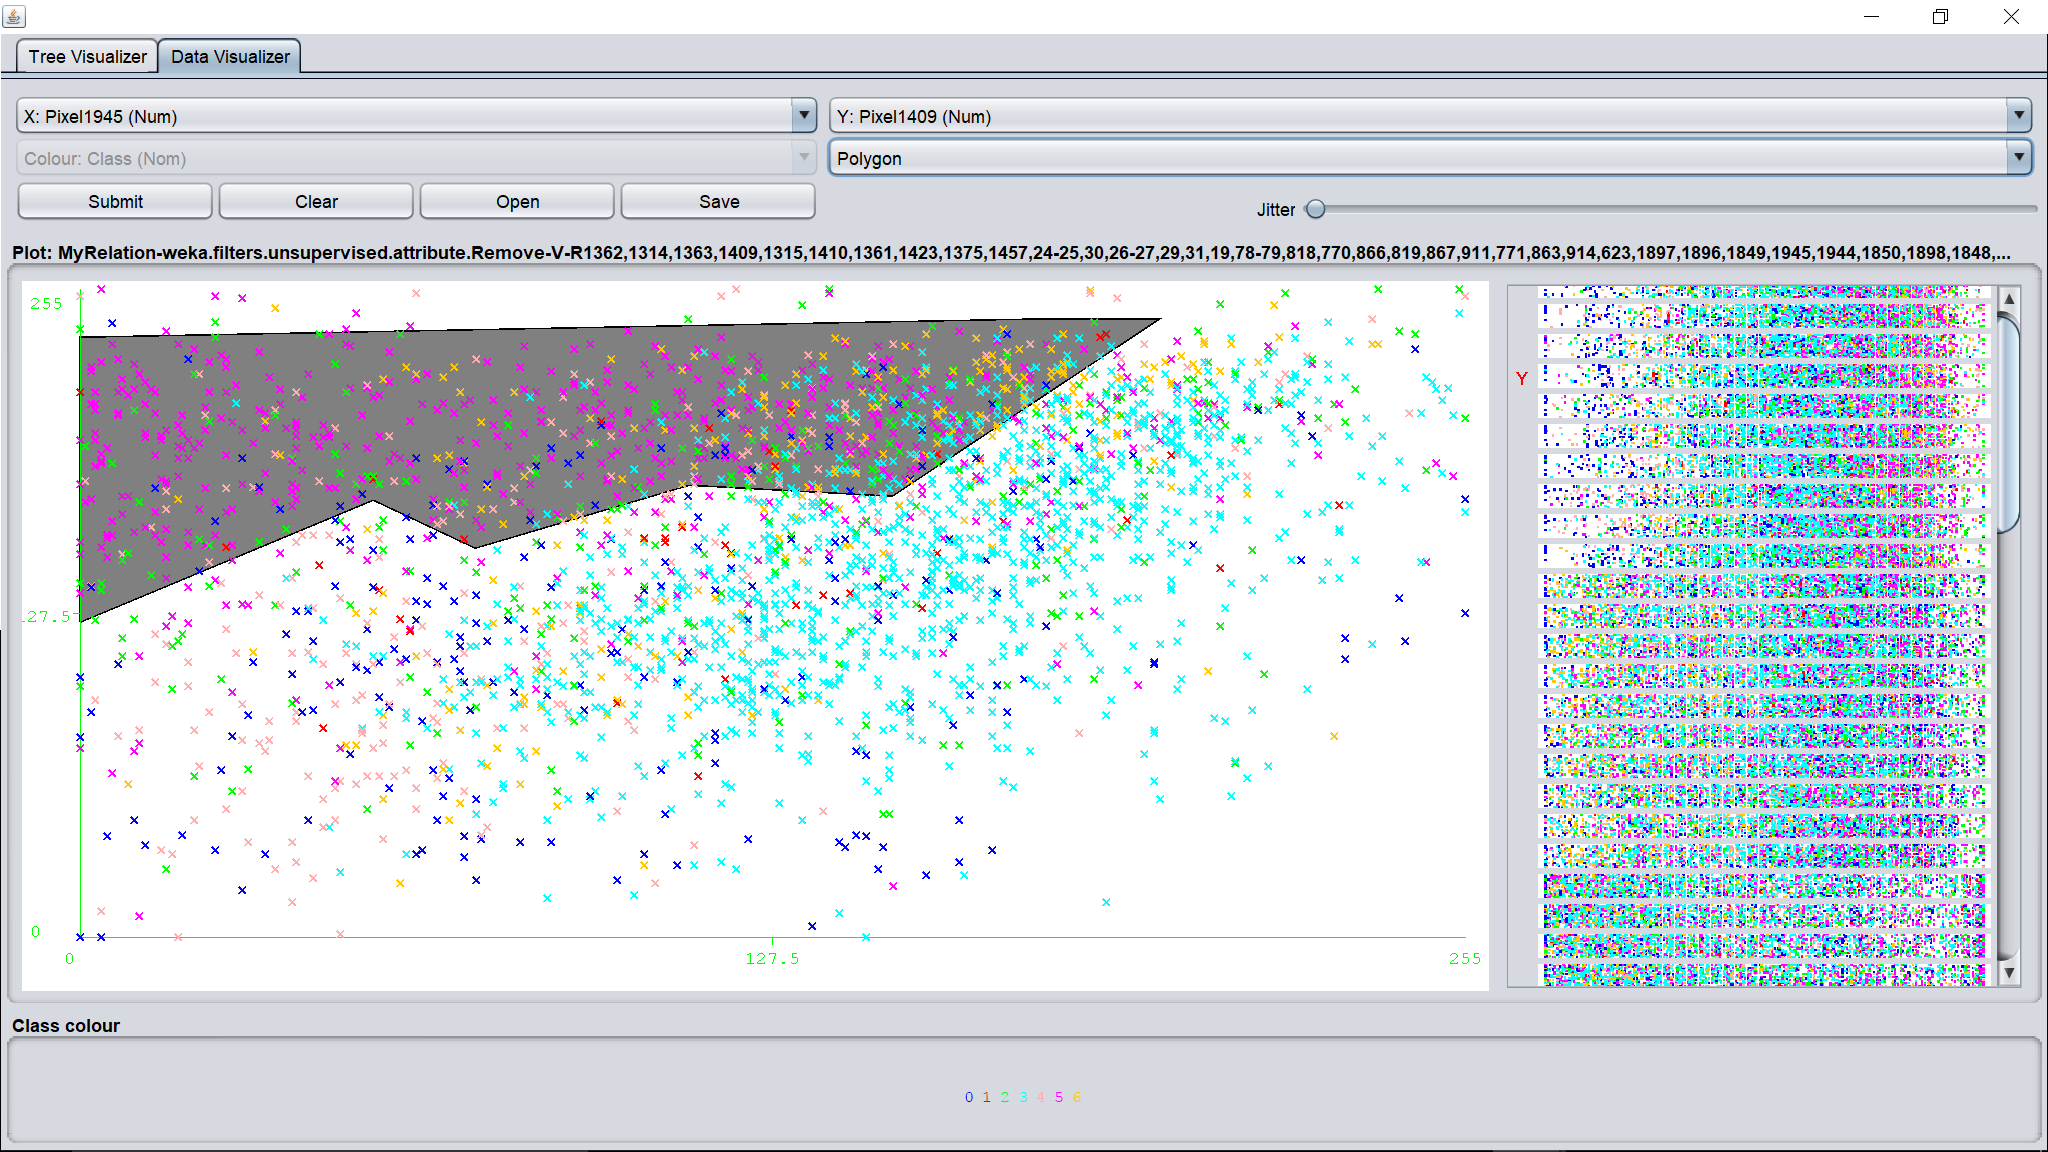 Tree Visualizer Data Visualizer
X: Pixel1945 (Num) Y: Pixel1409 (Num)
Colour: Class (Nom) Polygon
Submit Clear Open Save Jitter
Plot: MyRelation-weka.filters.unsupervised.attribute.Remove-V-R1362,1314,1363,1409,1315,1410,1361,1423,1375,1457,24-25,30,26-27,29,31,19,78-79,818,770,866,819,867,911,771,863,914,623,1897,1896,1849,1945,1944,1850,1898,1848,...
255
Y
27.5
0
0 127.5 255
Class colour
0 1 2 3 4 5 6